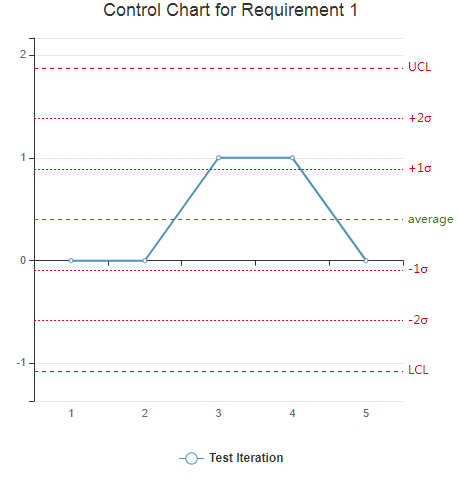 Control Chart for Requirement 1
2
UCL
+2σ
1
+1σ
average
0
-1σ
-2σ
-1
LCL
1 2 3 4 5
Test Iteration